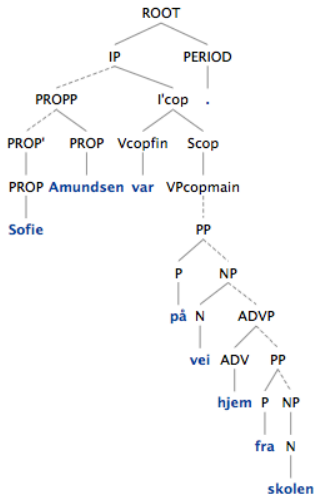 ROOT
IP PERIOD
PROPP I'cop .
PROP' PROP Vcopfin Scop
PROP Amundsen var VPcopmain
Sofie
PP
P NP
på N ADVP
vei ADV PP
hjem P NP
fra N
skolen